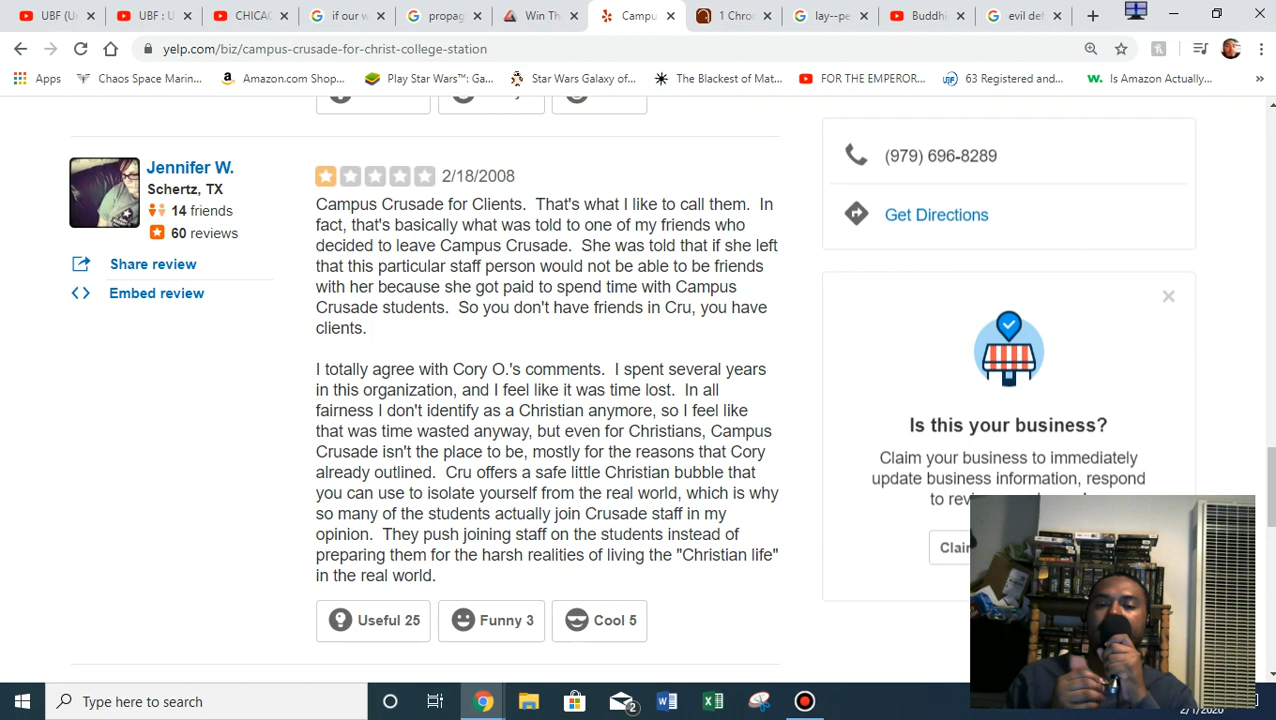 UBF (Us
UBF : U
CHICAC
if our w
propag
Win Th
Campu
1 Chro
lay--pe
Buddhi
evil def
yelp.com/biz/campus-crusade-for-christ-college-station
Apps
Chaos Space Marin...
Amazon.com Shop...
Play Star Wars™: Ga...
Star Wars Galaxy of...
The Blackest of Mat...
FOR THE EMPEROR...
63 Registered and...
Is Amazon Actually...
Jennifer W.
Schertz, TX
14 friends
60 reviews
Share review
Embed review
2/18/2008
Campus Crusade for Clients. That's what I like to call them. In
fact, that's basically what was told to one of my friends who
decided to leave Campus Crusade. She was told that if she left
that this particular staff person would not be able to be friends
with her because she got paid to spend time with Campus
Crusade students. So you don't have friends in Cru, you have
clients.
I totally agree with Cory O.'s comments. I spent several years
in this organization, and I feel like it was time lost. In all
fairness I don't identify as a Christian anymore, so I feel like
that was time wasted anyway, but even for Christians, Campus
Crusade isn't the place to be, mostly for the reasons that Cory
already outlined. Cru offers a safe little Christian bubble that
you can use to isolate yourself from the real world, which is why
so many of the students actually join Crusade staff in my
opinion. They push joining staff on the students instead of
preparing them for the harsh realities of living the "Christian life"
in the real world.
Useful 25
Funny 3
Cool 5
(979) 696-8289
Get Directions
Is this your business?
Claim your business to immediately
update business information, respond
to
Type here to search
2